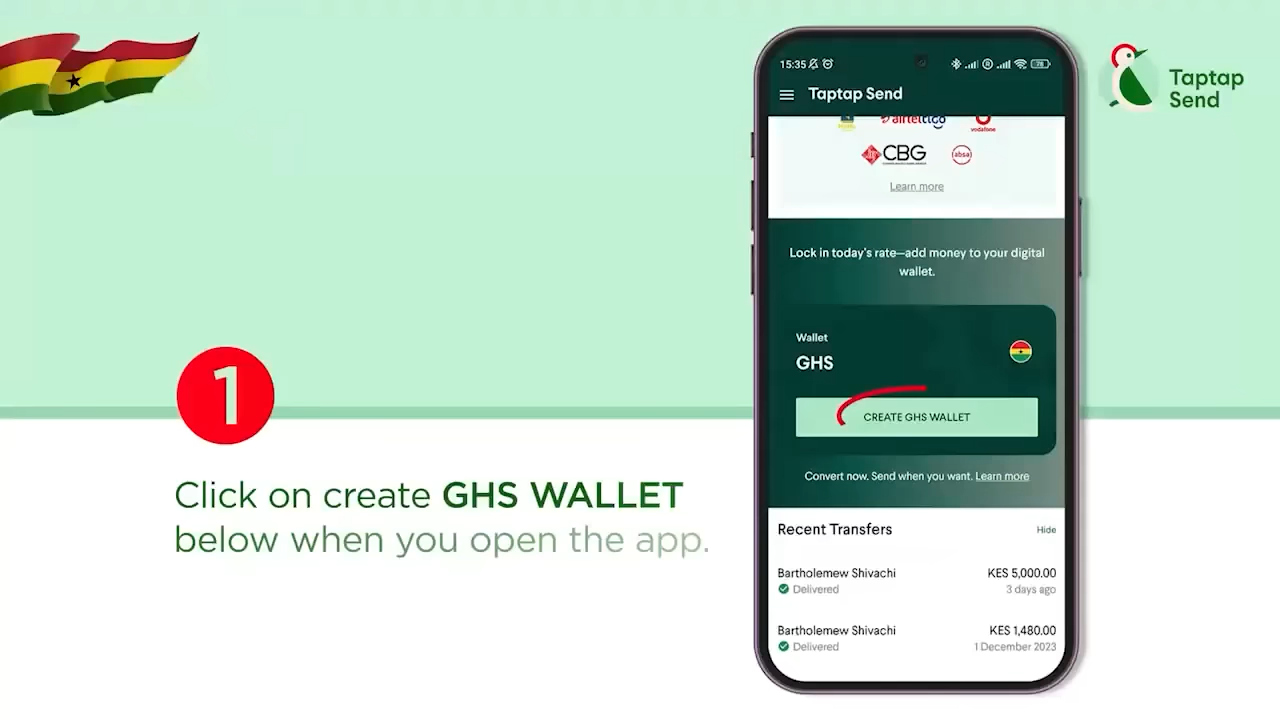 Taptap
Send
1
Click on create GHS WALLET
below when you open the app.
15:35
78
Taptap Send
airteltigo
vodafone
CBG
absa
Learn more
Lock in today's rate—add money to your digital
wallet.
Wallet
GHS
CREATE GHS WALLET
Convert now. Send when you want. Learn more
Recent Transfers Hide
Bartholemew Shivachi KES 5,000.00
Delivered 3 days ago
Bartholemew Shivachi KES 1,480.00
Delivered 1 December 2023